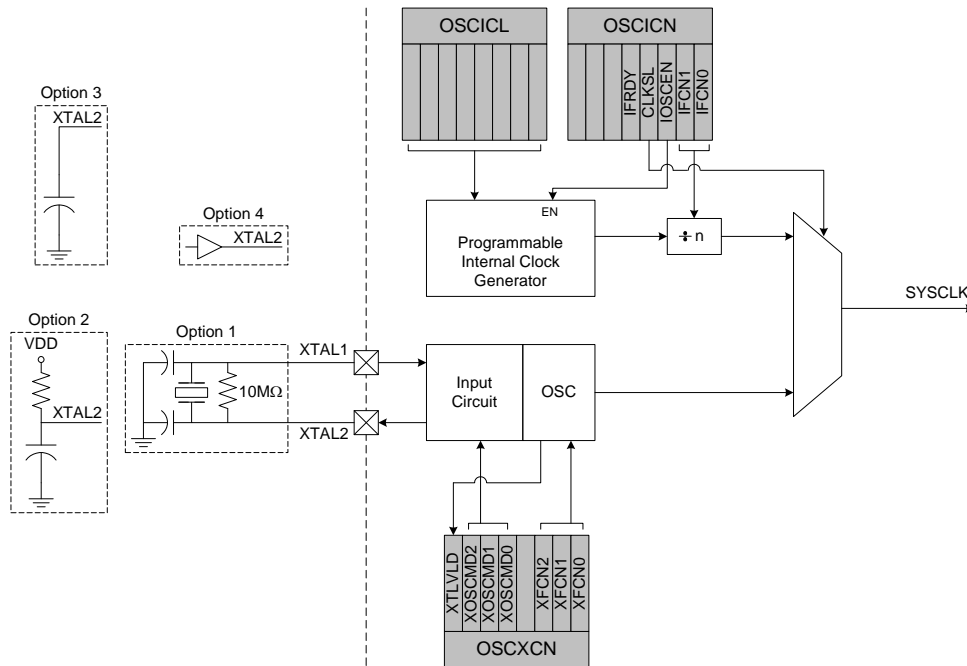 OSCICL
OSCICN
IFRDY
CLKSL
IOSCEN
IFCN1
IFCN0
Option 3
XTAL2
Option 4
XTAL2
EN
Programmable
Internal Clock
Generator
÷ n
SYSCLK
Option 2
VDD
XTAL2
Option 1
10MΩ
XTAL1
XTAL2
Input
Circuit
OSC
XTLVLD
XOSCMD2
XOSCMD1
XOSCMD0
XFCN2
XFCN1
XFCN0
OSCXCN